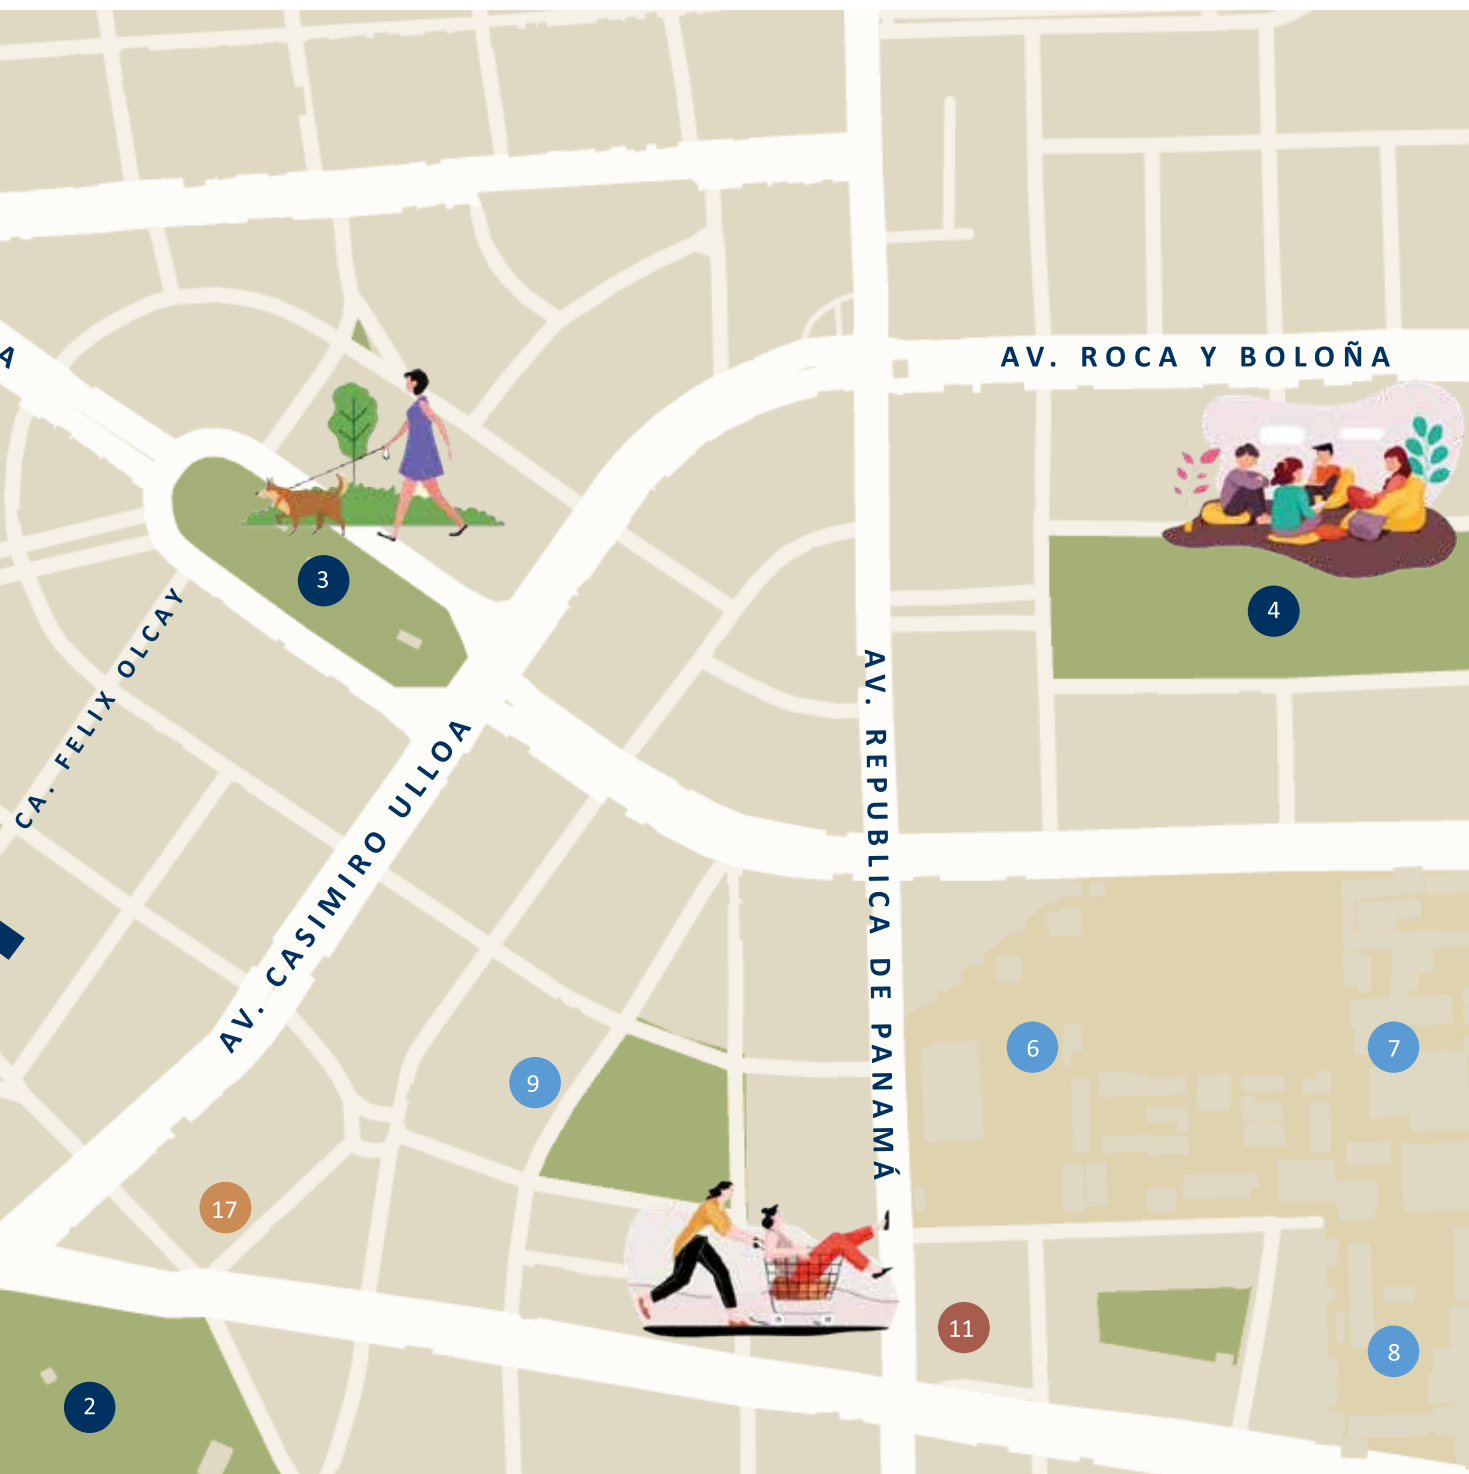 A
AV. ROCA Y BOLOÑA
3
4
CA. FELIX OLCAY
AV. REPUBLICA DE PANAMÁ
AV. CASIMIRO ULLOA
6
7
9
17
11
8
2